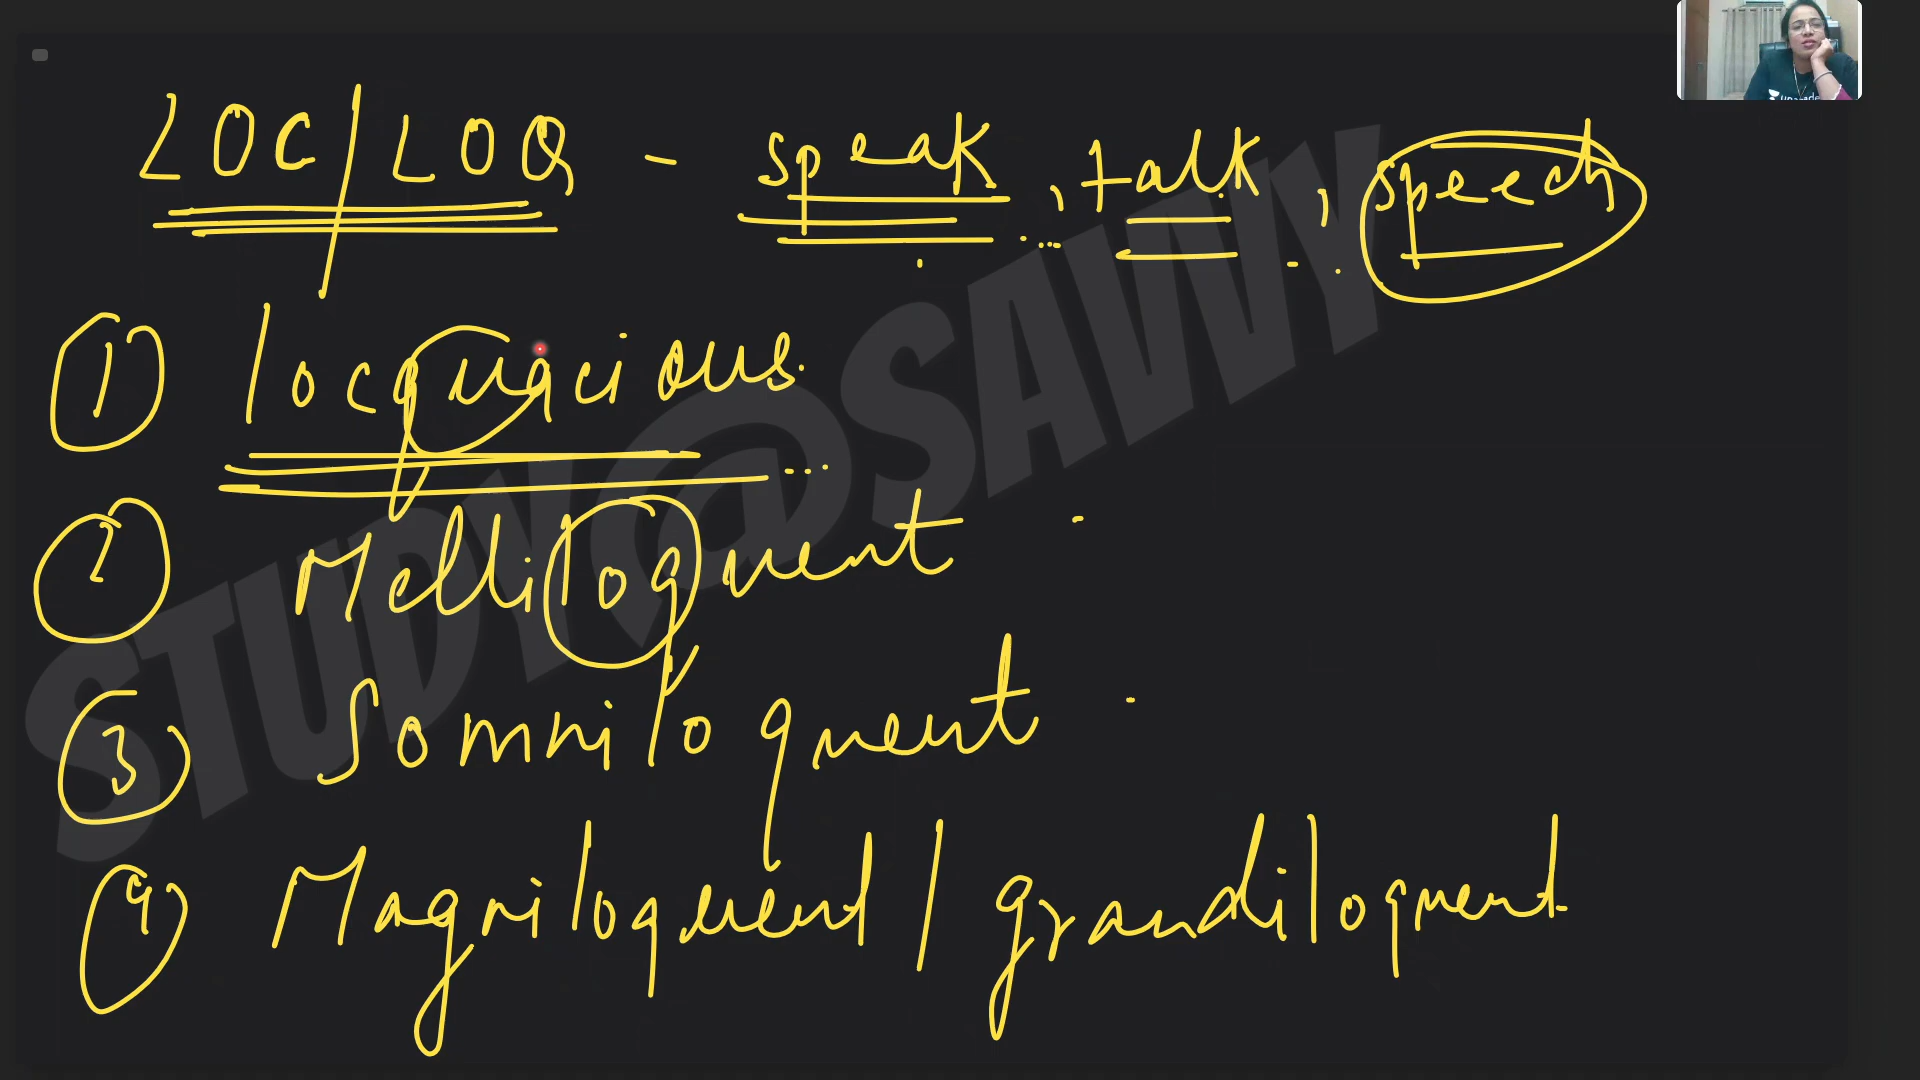 LOC/LOQ - speak, talk, speech
① locquacious
② Melliloquent
③ Somniloquent
④ Magniloquent / grandiloquent
STUDY@SAVVY